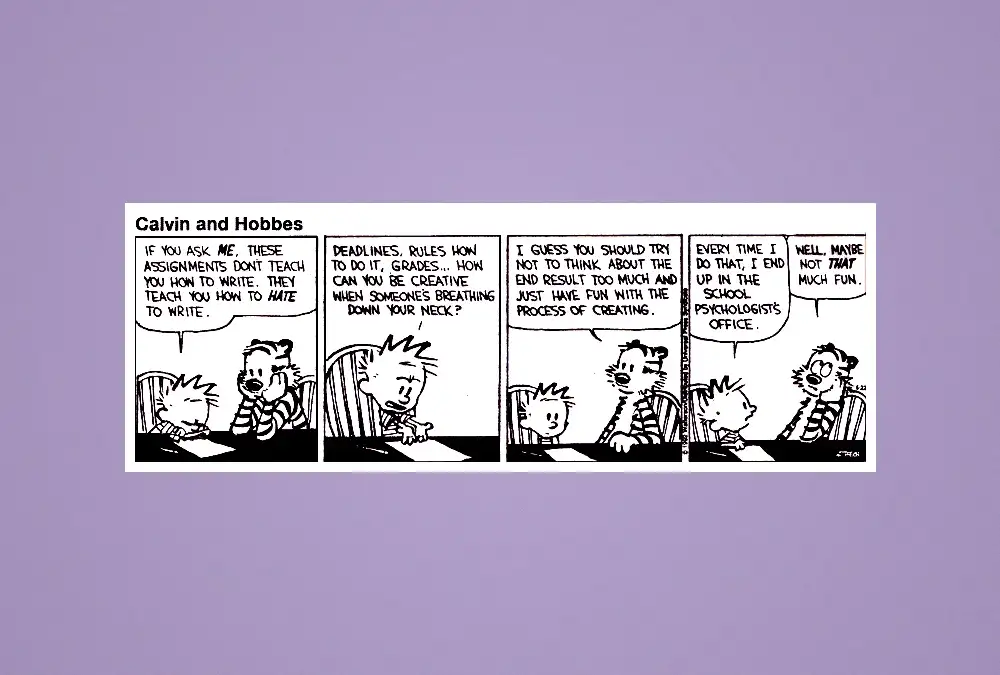 Calvin and Hobbes
IF YOU ASK ME, THESE
ASSIGNMENTS DON'T TEACH
YOU HOW TO WRITE. THEY
TEACH YOU HOW TO HATE
TO WRITE.
DEADLINES, RULES HOW
TO DO IT, GRADES... HOW
CAN YOU BE CREATIVE
WHEN SOMEONE'S BREATHING
DOWN YOUR NECK?
I GUESS YOU SHOULD TRY
NOT TO THINK ABOUT THE
END RESULT TOO MUCH AND
JUST HAVE FUN WITH THE
PROCESS OF CREATING.
EVERY TIME I
DO THAT, I END
UP IN THE
SCHOOL
PSYCHOLOGIST'S
OFFICE.
WELL, MAYBE
NOT THAT
MUCH FUN.